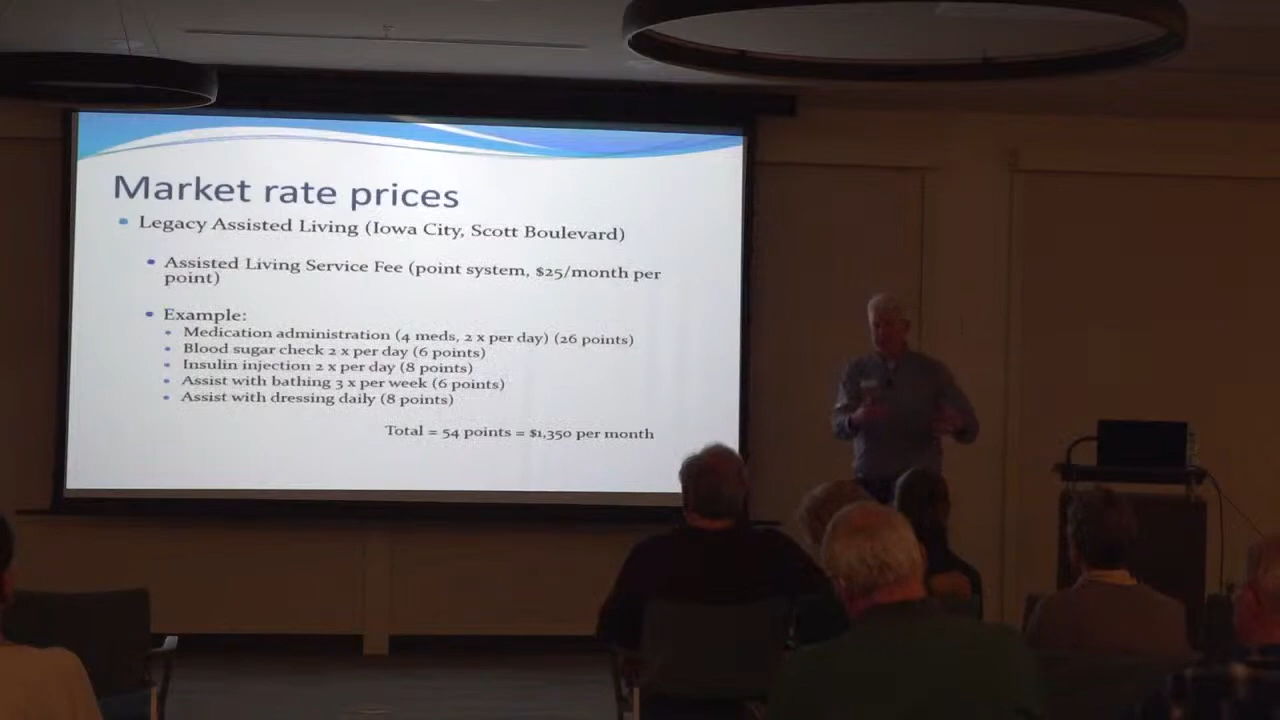 Market rate prices
Legacy Assisted Living (Iowa City, Scott Boulevard)
Assisted Living Service Fee (point system, $25/month per
point)
Example:
Medication administration (4 meds, 2 x per day) (26 points)
Blood sugar check 2 x per day (6 points)
Insulin injection 2 x per day (8 points)
Assist with bathing 3 x per week (6 points)
Assist with dressing daily (8 points)
Total = 54 points = $1,350 per month